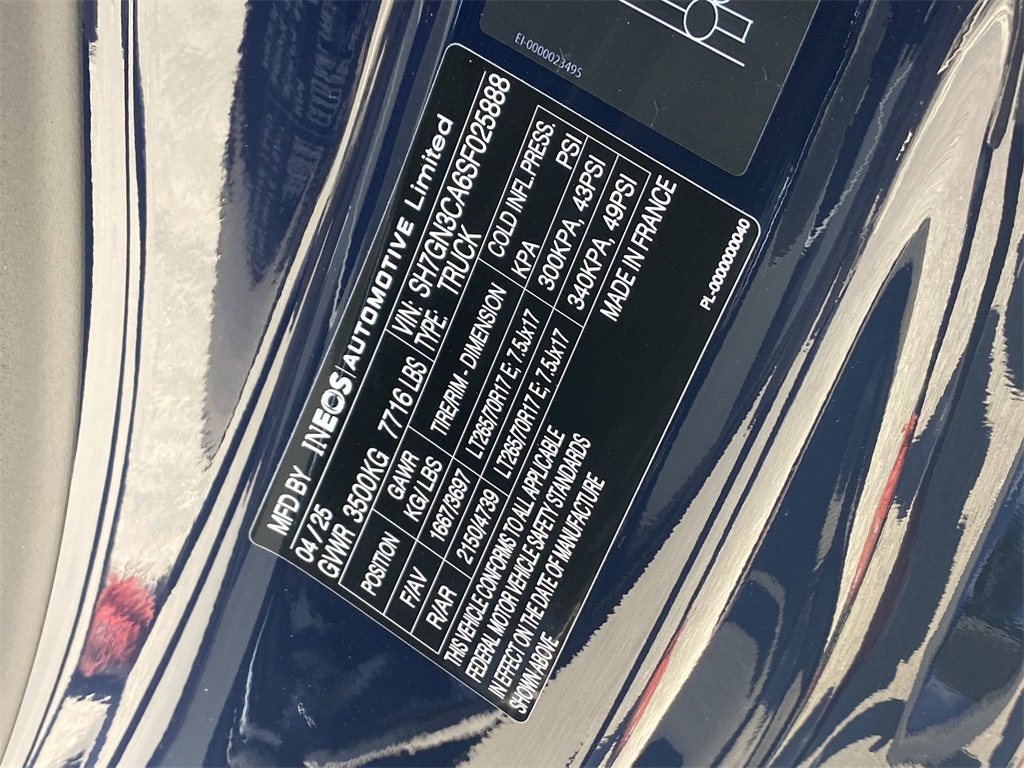 EI-0000023495
MFD BY INEOS AUTOMOTIVE Limited
04 / 25 VIN: SH7GN3CA6SF025888
GVWR 3500KG 7716 LBS TYPE: TRUCK
POSITION GAWR KG/ LBS TIRE/RIM - DIMENSION COLD INFL.PRESS. KPA PSI
F/AV 1667/3697 LT265/70R17 E; 7.5Jx17 300KPA, 43PSI
R/AR 2150/4739 LT265/70R17 E; 7.5Jx17 340KPA, 49PSI
THIS VEHICLE CONFORMS TO ALL APPLICABLE MADE IN FRANCE
FEDERAL MOTOR VEHICLE SAFETY STANDARDS
IN EFFECT ON THE DATE OF MANUFACTURE
SHOWN ABOVE
PL-0000000040